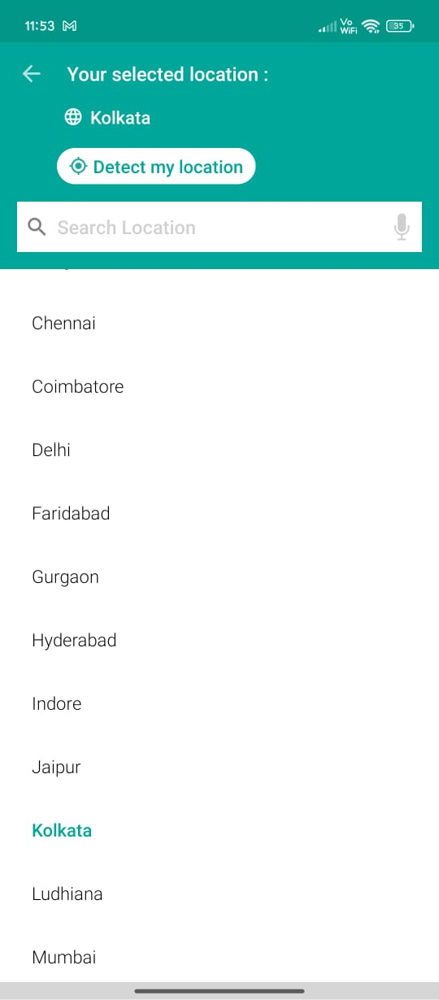 11:53
Vo
WiFi
35
Your selected location :
Kolkata
Detect my location
Search Location
Chennai
Coimbatore
Delhi
Faridabad
Gurgaon
Hyderabad
Indore
Jaipur
Kolkata
Ludhiana
Mumbai